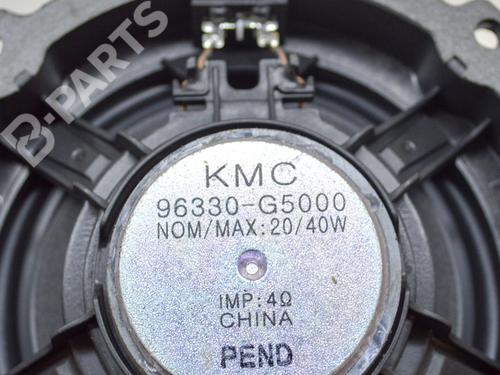 B-PARTS
KMC
96330-G5000
NOM/MAX:20/40W
IMP:4Ω
CHINA
PEND